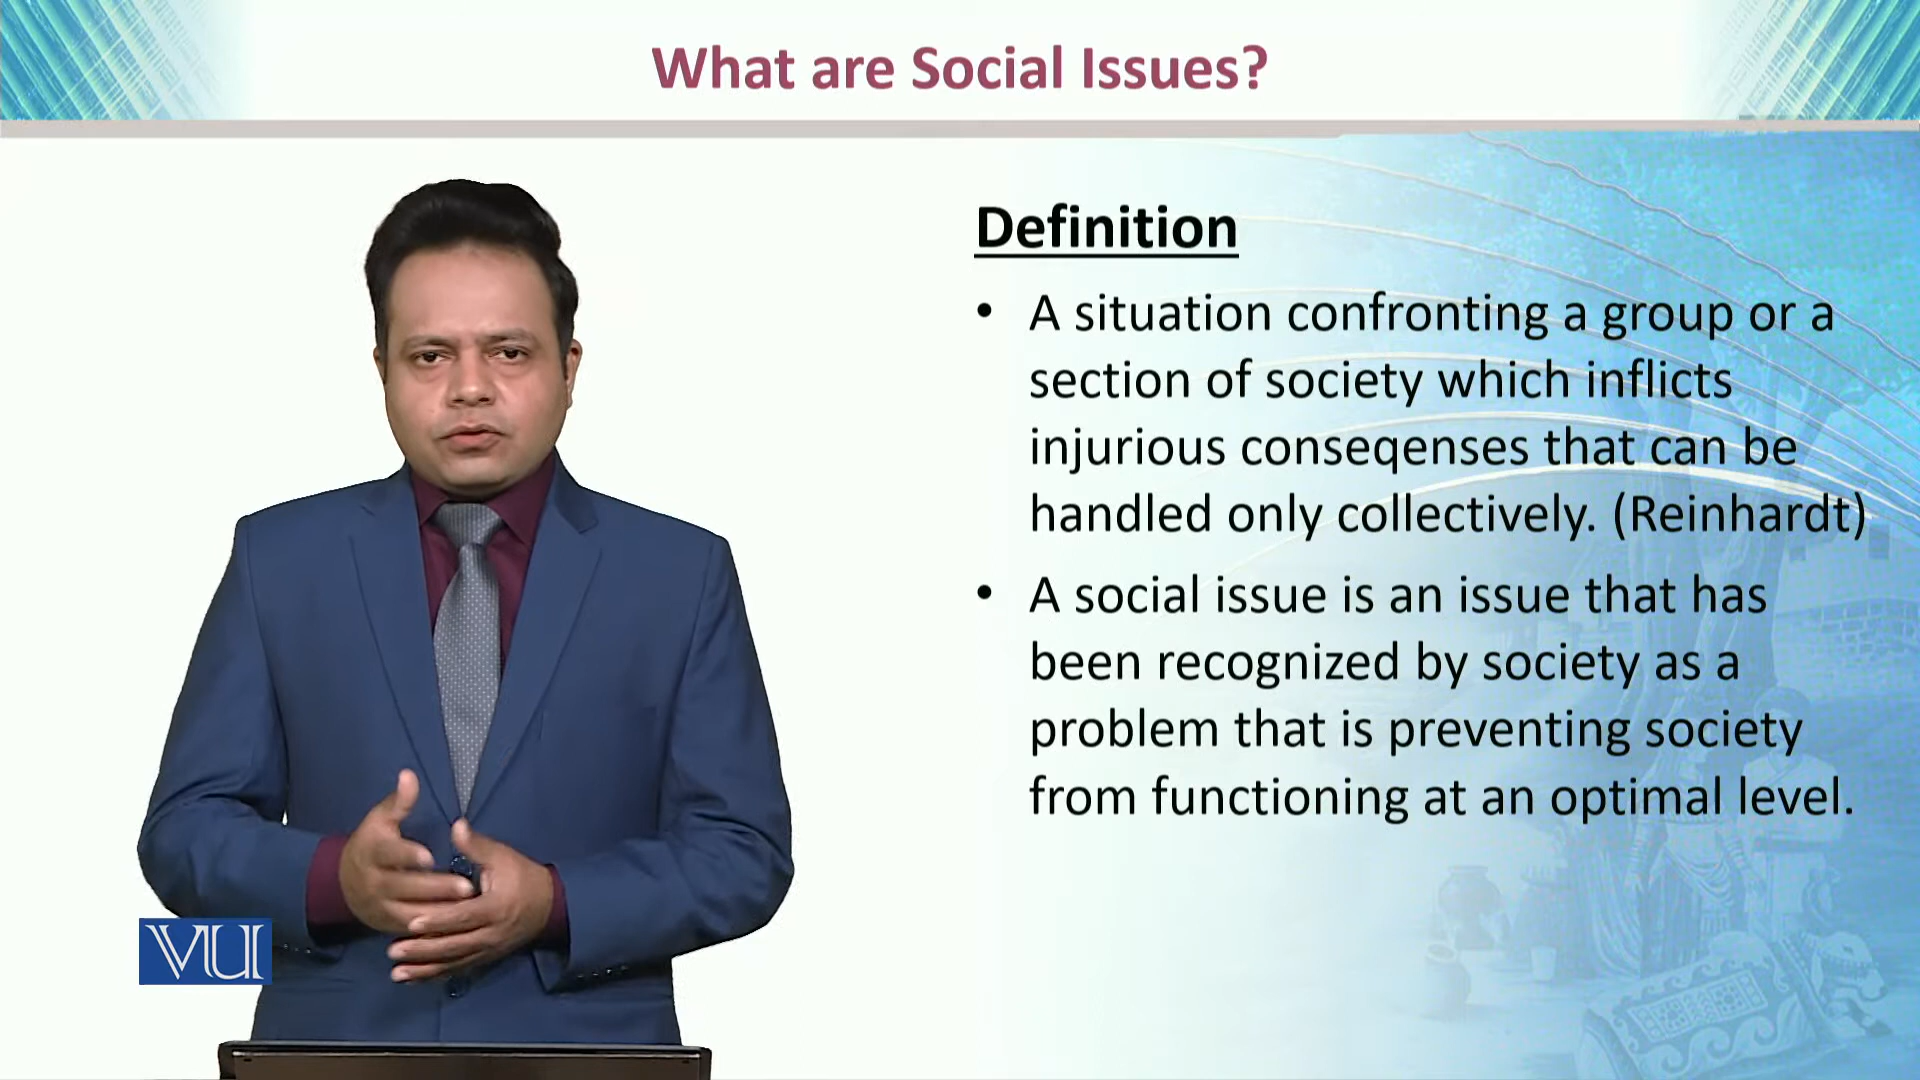 What are Social Issues?
Definition
• A situation confronting a group or a
section of society which inflicts
injurious conseqenses that can be
handled only collectively. (Reinhardt)
• A social issue is an issue that has
been recognized by society as a
problem that is preventing society
from functioning at an optimal level.
VU